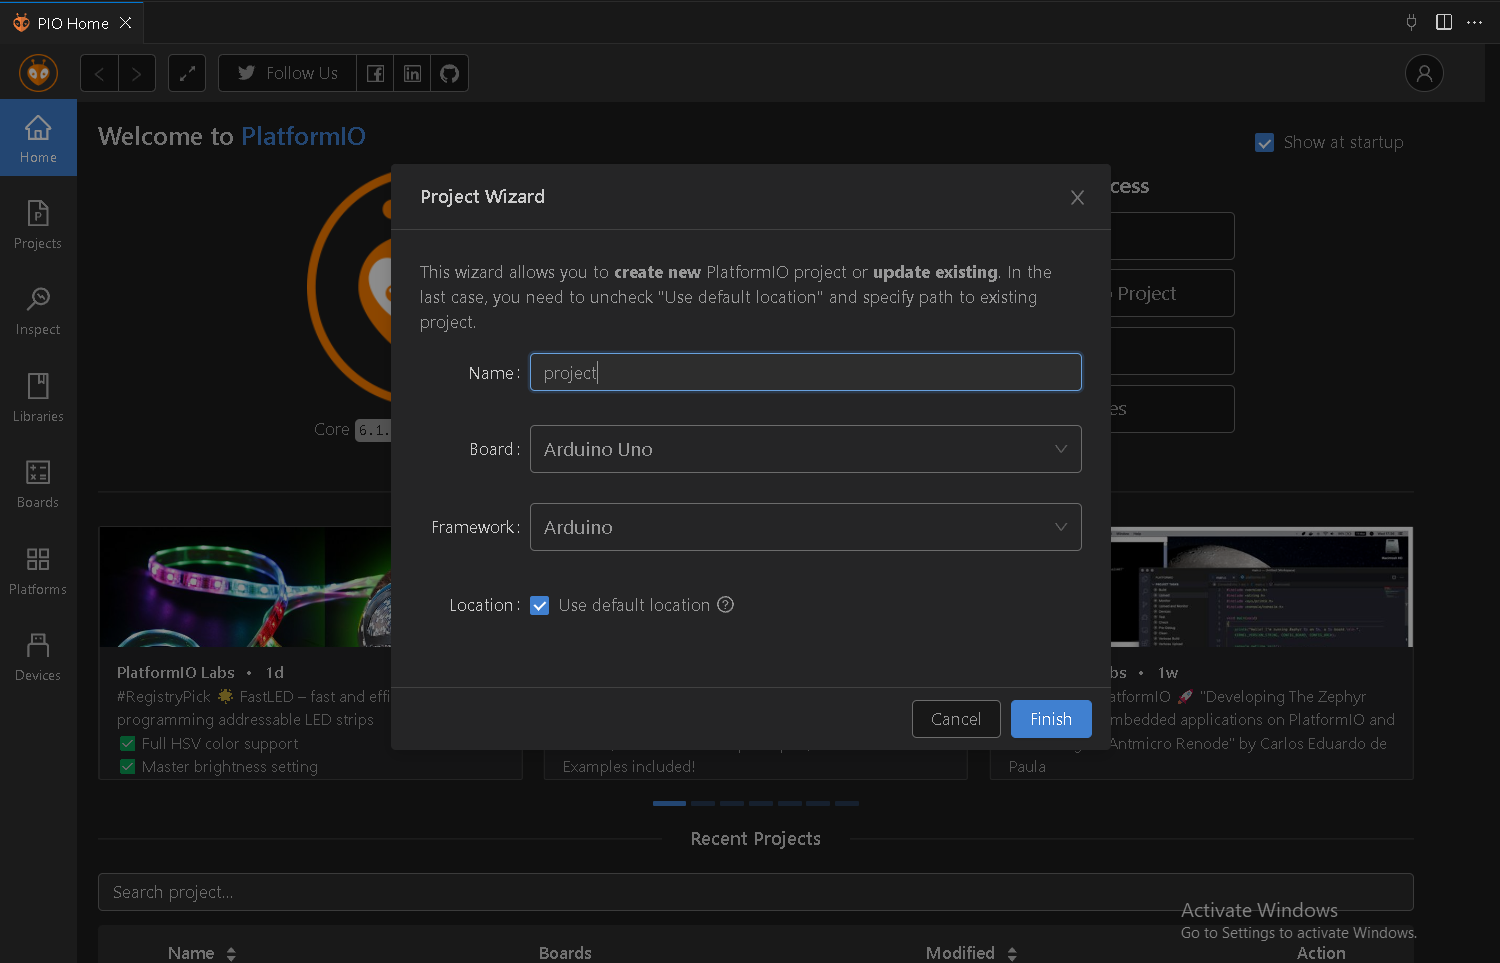 PIO Home
Follow Us
Welcome to PlatformIO
Show at startup
Home
Projects
Inspect
Libraries
Boards
Platforms
Devices
cess
Project
es
Core 6.1.
Project Wizard
This wizard allows you to create new PlatformIO project or update existing. In the
last case, you need to uncheck "Use default location" and specify path to existing
project.
Name: project
Board: Arduino Uno
Framework: Arduino
Location: Use default location
Cancel
Finish
PlatformIO Labs • 1d
#RegistryPick 🌟 FastLED – fast and effi
programming addressable LED strips
✅ Full HSV color support
✅ Master brightness setting
Examples included!
bs • 1w
atformIO 🚀 "Developing The Zephyr
mbedded applications on PlatformIO and
Antmicro Renode" by Carlos Eduardo de
Paula
Recent Projects
Search project...
Name
Boards
Modified
Action
Activate Windows
Go to Settings to activate Windows.